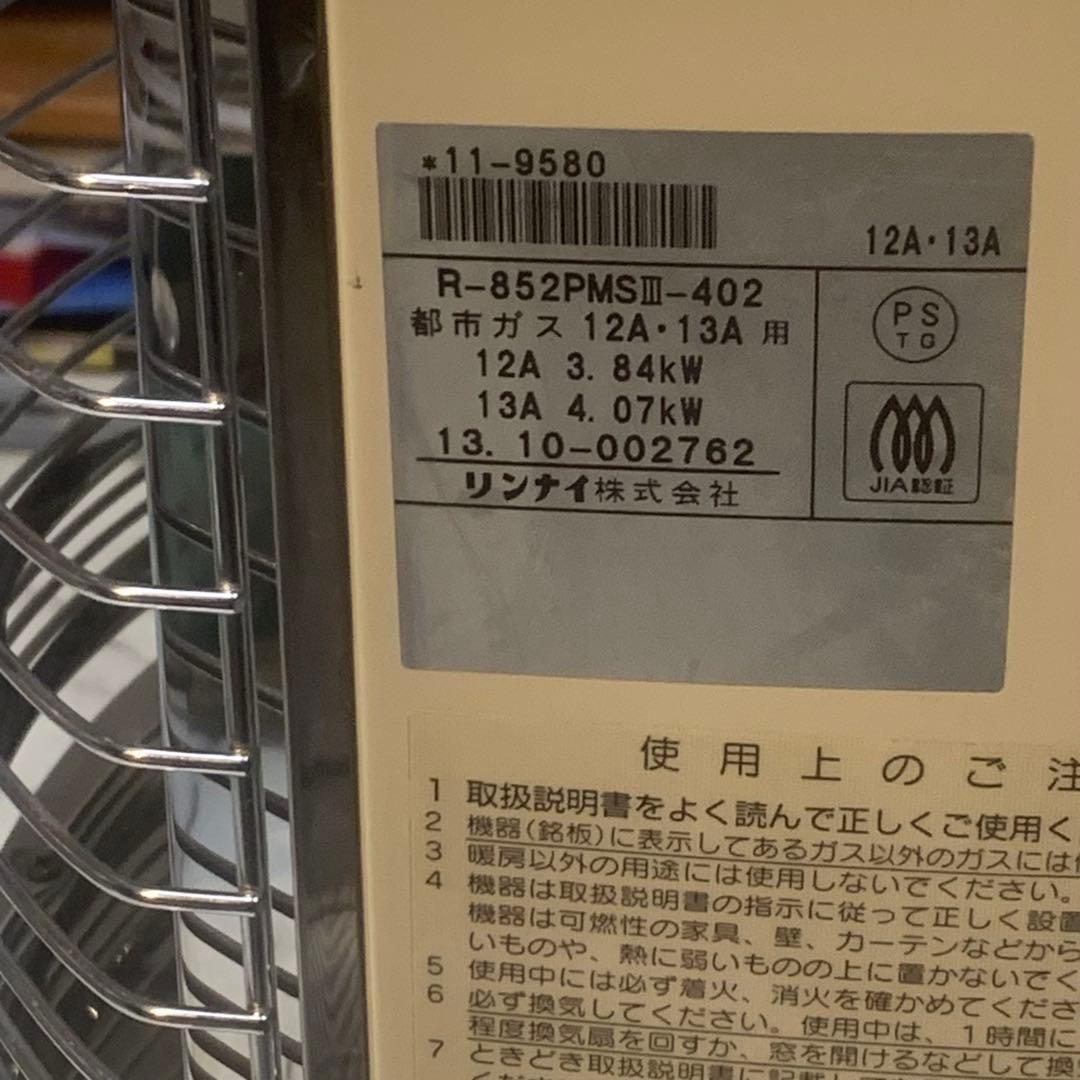 *11-9580
12A・13A
R-852PMSⅢ-402
都市ガス 12A・13A 用
12A 3.84kW
13A 4.07kW
13.10-002762
リンナイ株式会社
PS
TG
JIA認証
使用上のご注
1 取扱説明書をよく読んで正しくご使用く
2 機器(銘板)に表示してあるガス以外のガスには使
3 暖房以外の用途には使用しないでください。
4 機器は取扱説明書の指示に従って正しく設置
機器は可燃性の家具、壁、カーテンなどから
いものや、熱に弱いものの上に置かないでく
5 使用中には必ず着火、消火を確かめてくださ
6 必ず換気してください。使用中は、1時間に
程度換気扇を回すか、窓を開けるなどして換
7 ときどき取扱説明書に記載し